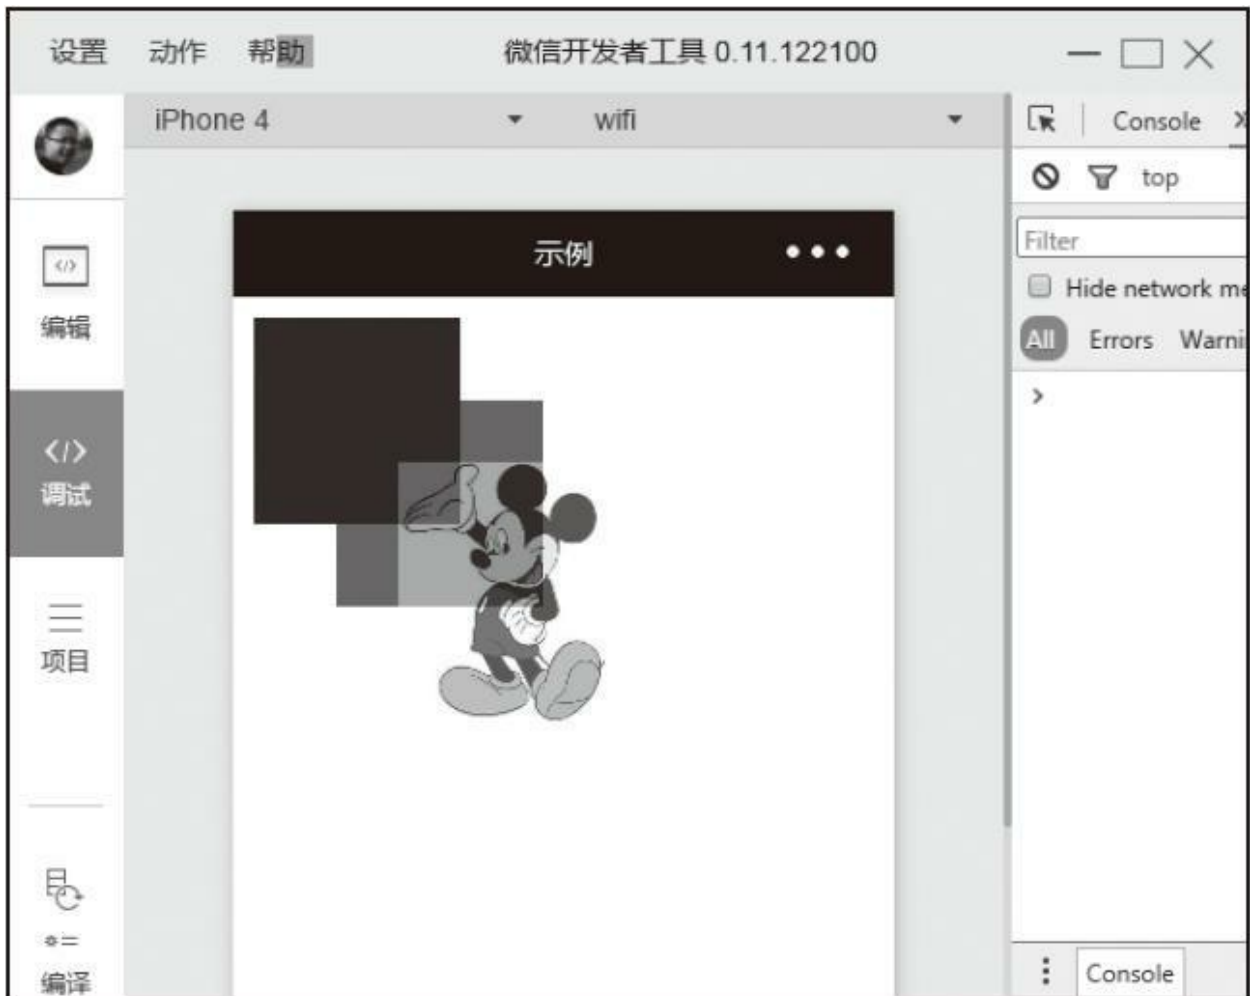 设置 动作 帮助 微信开发者工具 0.11.122100
iPhone 4 wifi
Console
top
Filter
Hide network me
All Errors Warni
示例
编辑
调试
项目
编译
Console